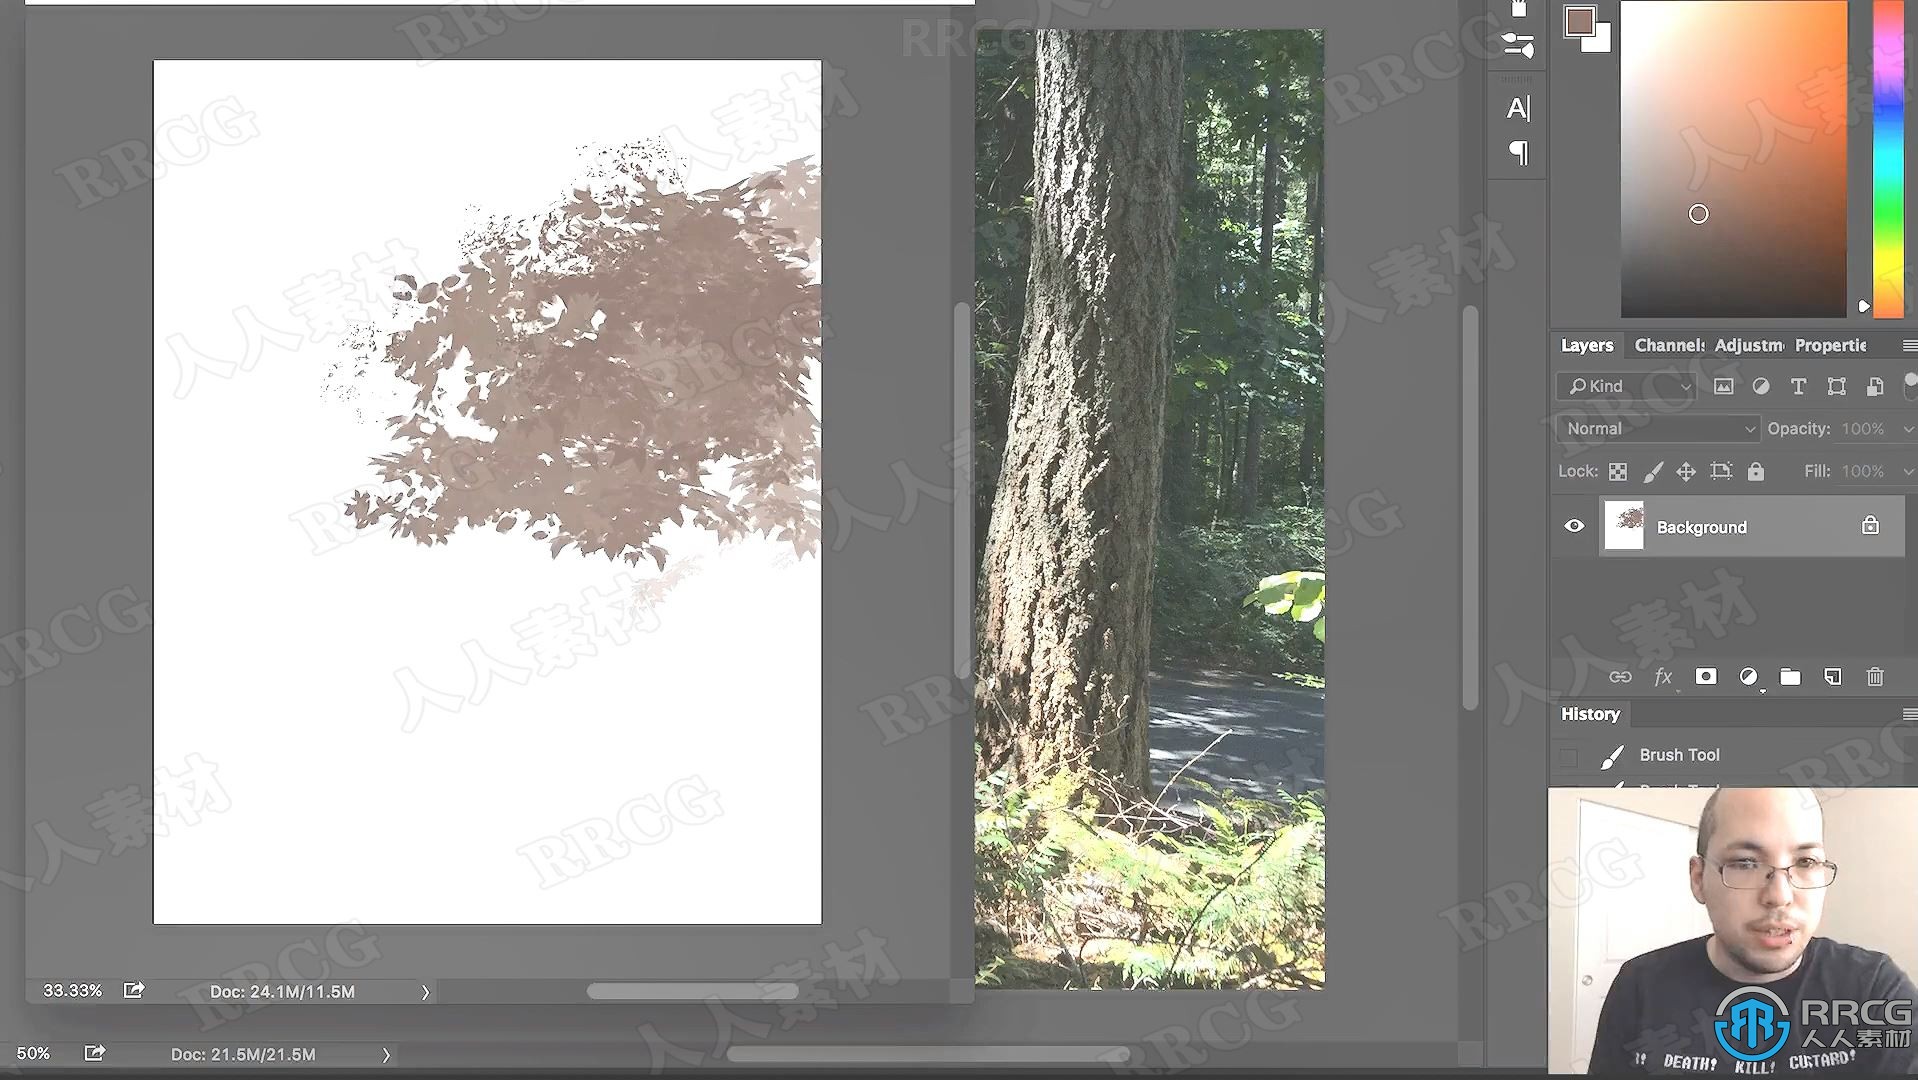 A|
¶
Layers Channels Adjustm Propertie
Kind
Normal Opacity: 100%
Lock: Fill: 100%
Background
fx
History
Brush Tool
33.33% Doc: 24.1M/11.5M
50% Doc: 21.5M/21.5M
RRCG
人人素材
DEATH! KILL! CUSTARD!